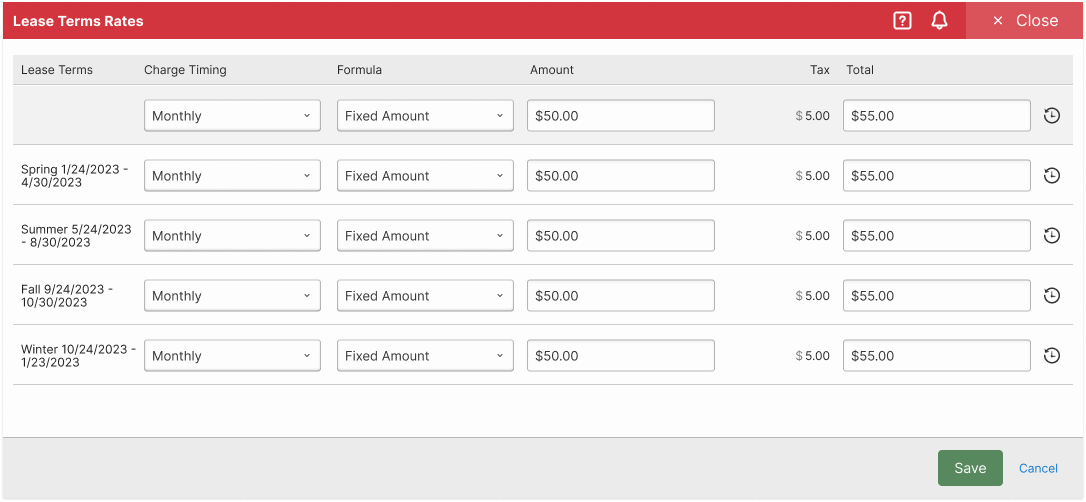 Lease Terms Rates
? × Close
Lease Terms Charge Timing Formula Amount Tax Total
Monthly Fixed Amount $50.00 $ 5.00 $55.00
Spring 1/24/2023 -
4/30/2023
Monthly Fixed Amount $50.00 $ 5.00 $55.00
Summer 5/24/2023
- 8/30/2023
Monthly Fixed Amount $50.00 $ 5.00 $55.00
Fall 9/24/2023 -
10/30/2023
Monthly Fixed Amount $50.00 $ 5.00 $55.00
Winter 10/24/2023 -
1/23/2023
Monthly Fixed Amount $50.00 $ 5.00 $55.00
Save Cancel